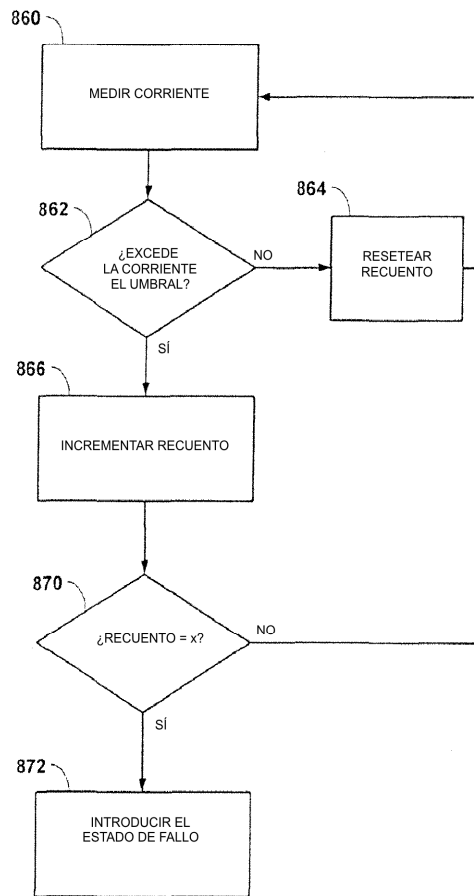 860
MEDIR CORRIENTE
862
¿EXCEDE
LA CORRIENTE
EL UMBRAL?
NO
864
RESETEAR
RECUENTO
SÍ
866
INCREMENTAR RECUENTO
870
¿RECUENTO = x?
NO
SÍ
872
INTRODUCIR EL
ESTADO DE FALLO